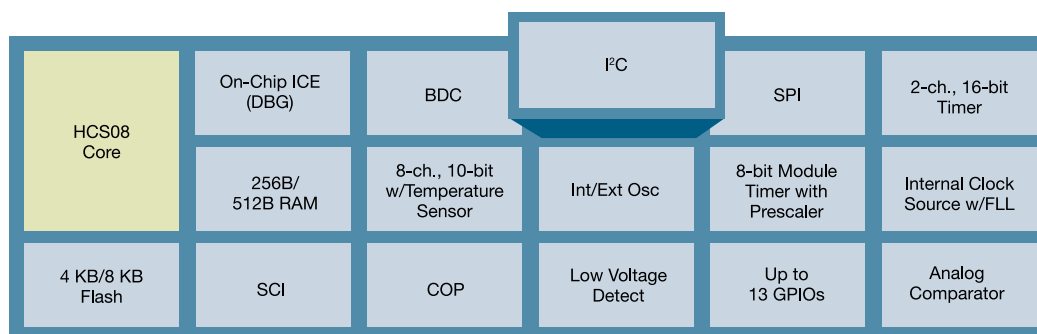 HCS08
Core
On-Chip ICE
(DBG)
BDC
I²C
SPI
2-ch., 16-bit
Timer
256B/
512B RAM
8-ch., 10-bit
w/Temperature
Sensor
Int/Ext Osc
8-bit Module
Timer with
Prescaler
Internal Clock
Source w/FLL
4 KB/8 KB
Flash
SCI
COP
Low Voltage
Detect
Up to
13 GPIOs
Analog
Comparator